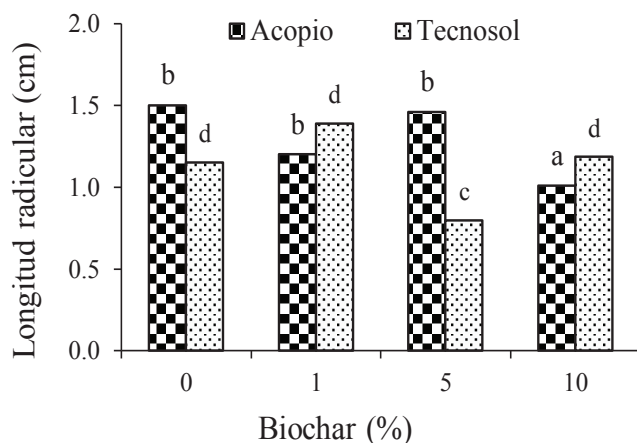 Acopio Tecnosol
Longitud radicular (cm)
2.0
1.5
1.0
0.5
0.0
b
d
b
d
b
c
a
d
0 1 5 10
Biochar (%)